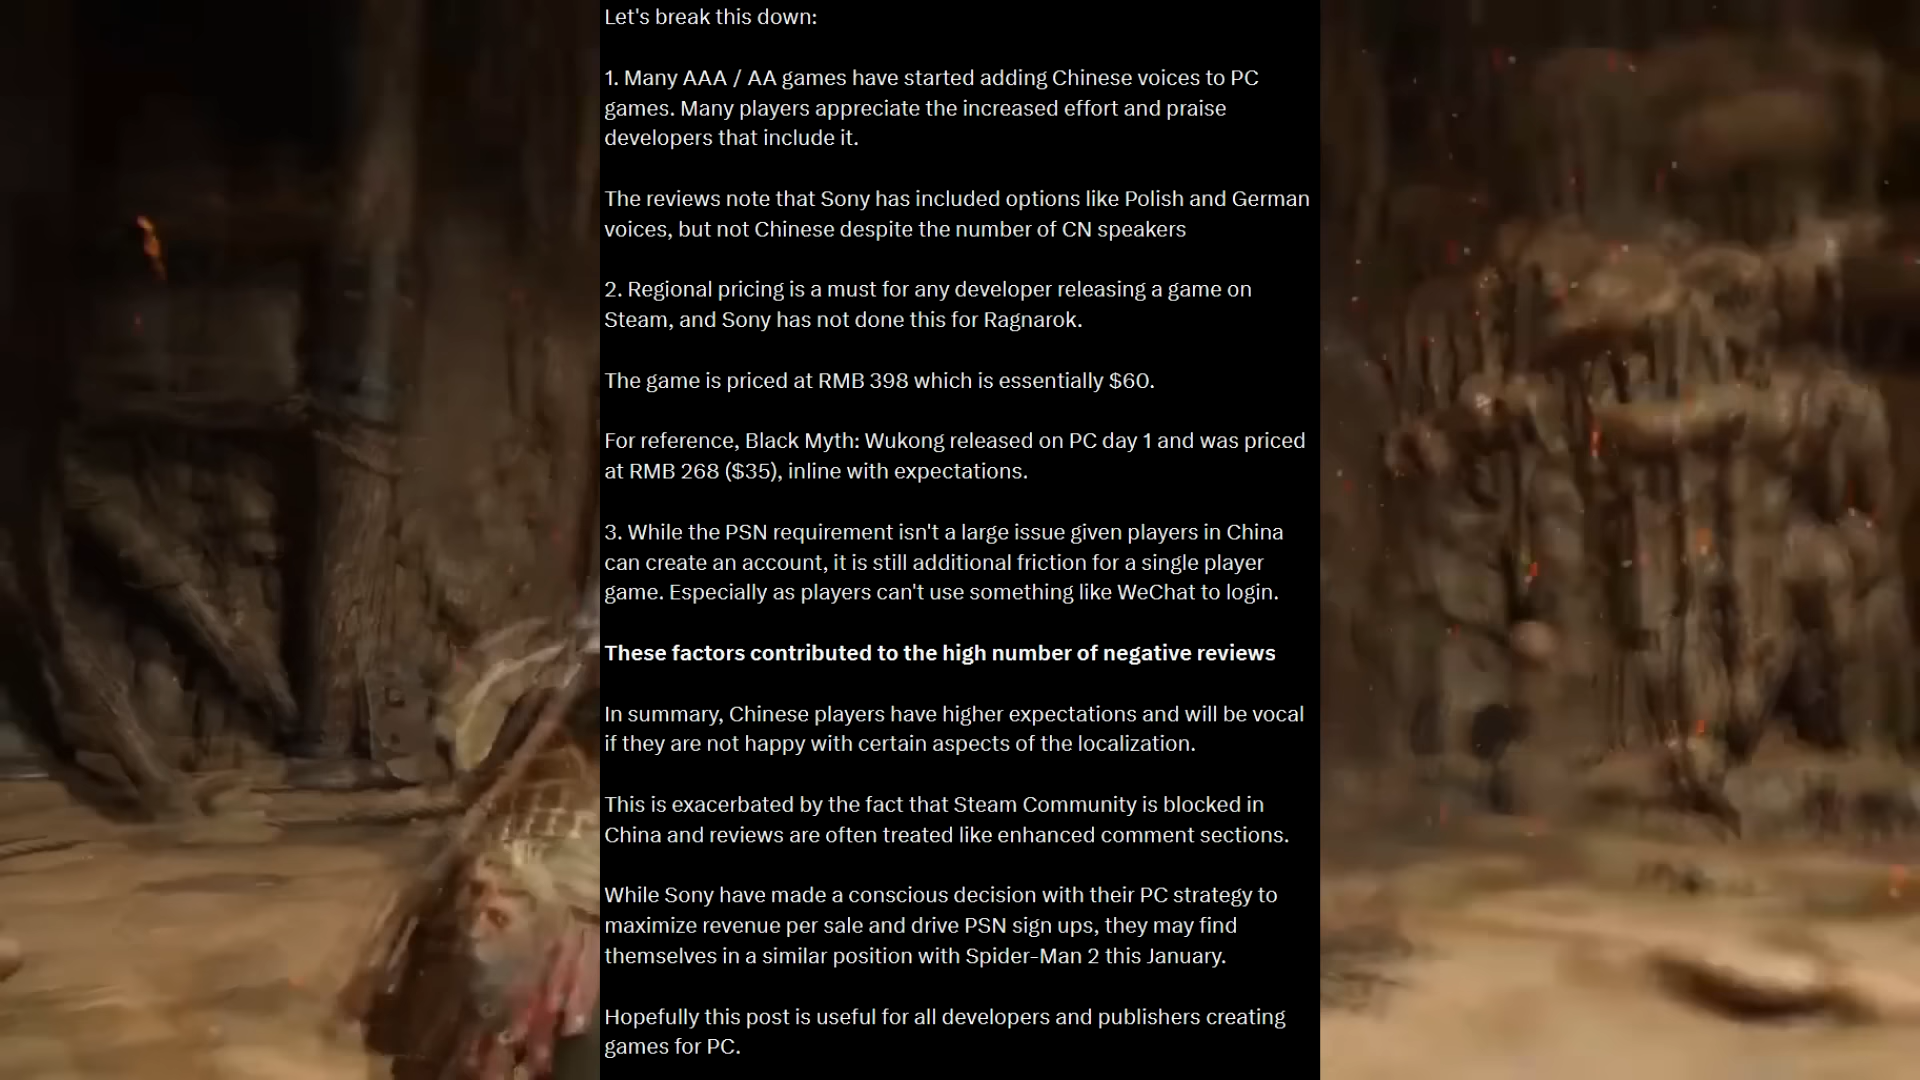 Let's break this down:
1. Many AAA / AA games have started adding Chinese voices to PC
games. Many players appreciate the increased effort and praise
developers that include it.
The reviews note that Sony has included options like Polish and German
voices, but not Chinese despite the number of CN speakers
2. Regional pricing is a must for any developer releasing a game on
Steam, and Sony has not done this for Ragnarok.
The game is priced at RMB 398 which is essentially $60.
For reference, Black Myth: Wukong released on PC day 1 and was priced
at RMB 268 ($35), inline with expectations.
3. While the PSN requirement isn't a large issue given players in China
can create an account, it is still additional friction for a single player
game. Especially as players can't use something like WeChat to login.
These factors contributed to the high number of negative reviews
In summary, Chinese players have higher expectations and will be vocal
if they are not happy with certain aspects of the localization.
This is exacerbated by the fact that Steam Community is blocked in
China and reviews are often treated like enhanced comment sections.
While Sony have made a conscious decision with their PC strategy to
maximize revenue per sale and drive PSN sign ups, they may find
themselves in a similar position with Spider-Man 2 this January.
Hopefully this post is useful for all developers and publishers creating
games for PC.